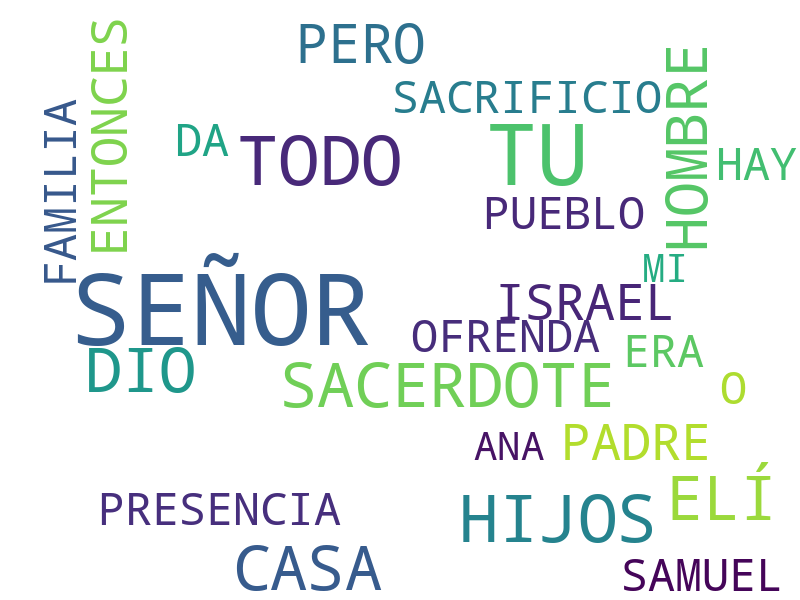 PERO
SACRIFICIO
ENTONCES
FAMILIA
HOMBRE
DA
TODO
TU
HAY
PUEBLO
MI
SEÑOR
ISRAEL
OFRENDA
ERA
DIO
SACERDOTE
O
ANA
PADRE
ELÍ
PRESENCIA
HIJOS
CASA
SAMUEL